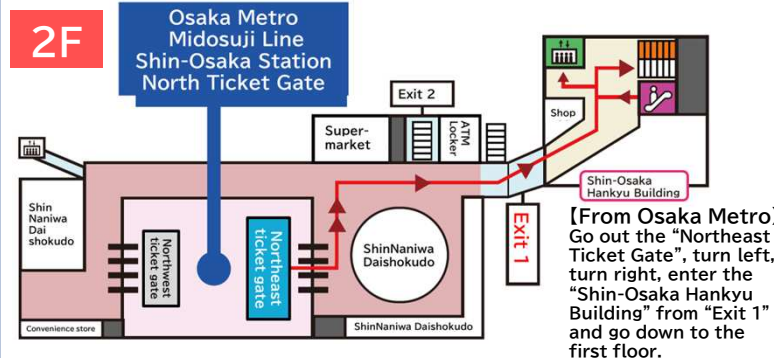 2F
Osaka Metro
Midosuji Line
Shin-Osaka Station
North Ticket Gate
Exit 2
Super-
market
ATM
Locker
Shop
Shin-Osaka
Hankyu Building
Shin
Naniwa
Dai
shokudo
Northwest
ticket gate
Northeast
ticket gate
ShinNaniwa
Daishokudo
Exit 1
Convenience store
ShinNaniwa Daishokudo
【From Osaka Metro】
Go out the “Northeast
Ticket Gate”, turn left,
turn right, enter the
“Shin-Osaka Hankyu
Building” from “Exit 1”
and go down to the
first floor.